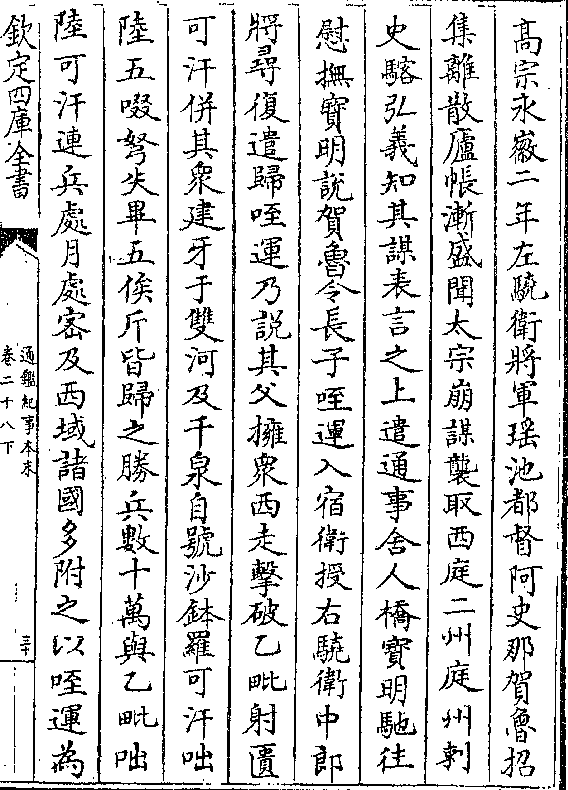 髙宗永徽二年左驍衛將軍瑶池都督阿史那賀魯招
集離散廬帳漸盛聞太宗崩謀襲取西庭二州庭州刺
史駱弘義知其謀表言之上遣通事舍人橋寳明馳往
慰撫寳明說賀魯令長子咥運入宿衛授右驍衛中郎
將尋復遣歸咥運乃說其父擁衆西走擊破乙毗射匱
可汗併其衆建牙于雙河及千泉自號沙鉢羅可汗咄
陸五啜弩失畢五俟斤皆歸之勝兵數十萬與乙毗咄
陸可汗連兵處月處宻及西域諸國多附之以咥運為
欽定四庫全書
通鑑紀事本末
卷二十八下
三十